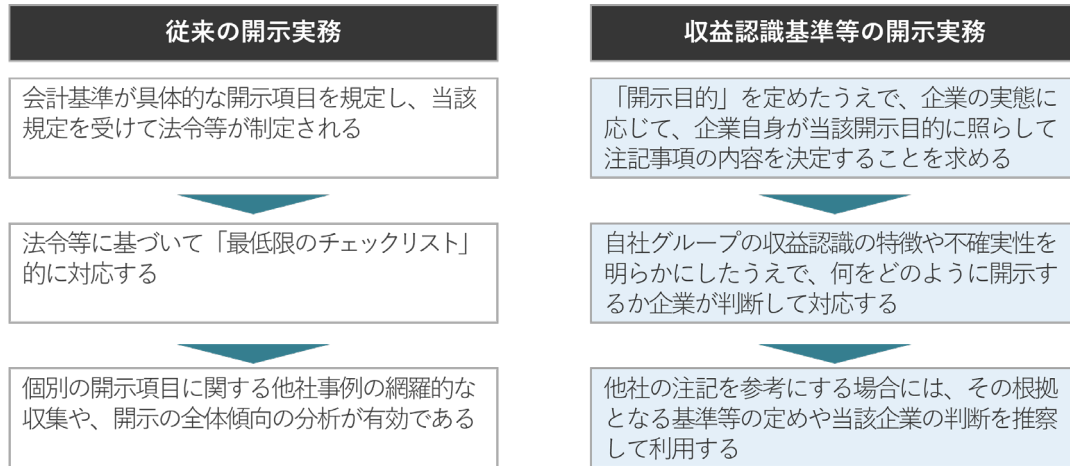 従来の開示実務
会計基準が具体的な開示項目を規定し、当該
規定を受けて法令等が制定される
法令等に基づいて「最低限のチェックリスト」
的に対応する
個別の開示項目に関する他社事例の網羅的な
収集や、開示の全体傾向の分析が有効である
収益認識基準等の開示実務
「開示目的」を定めたうえで、企業の実態に
応じて、企業自身が当該開示目的に照らして
注記事項の内容を決定することを求める
自社グループの収益認識の特徴や不確実性を
明らかにしたうえで、何をどのように開示す
るか企業が判断して対応する
他社の注記を参考にする場合には、その根拠
となる基準等の定めや当該企業の判断を推察
して利用する